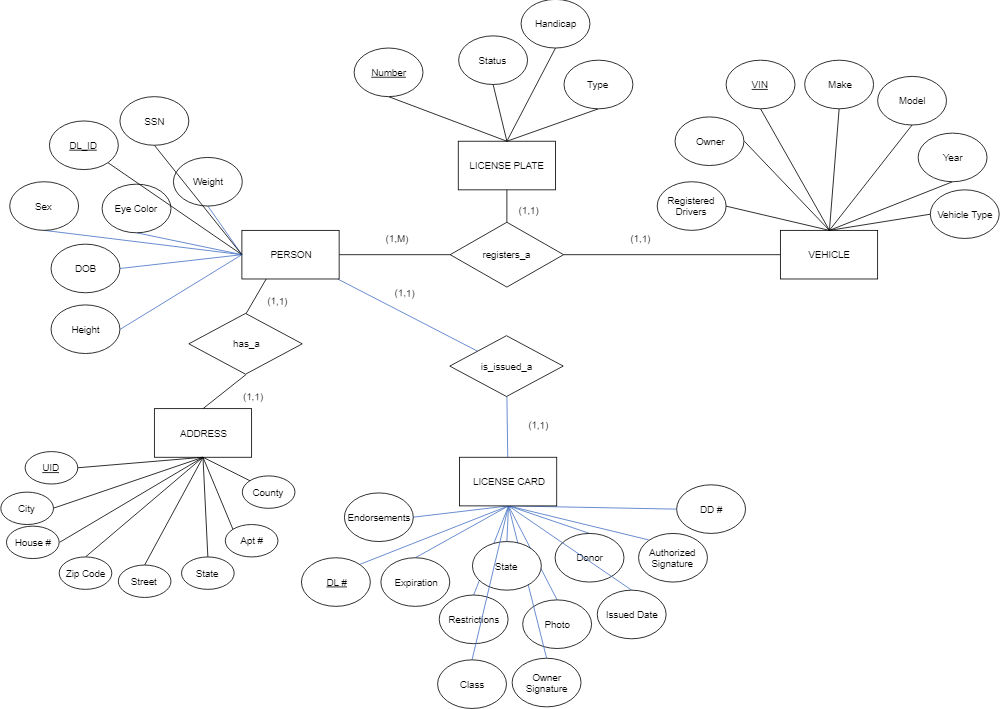 Handicap
Status
Number
Type
VIN
Make
Model
SSN
DL_ID
Owner
Year
LICENSE PLATE
Weight
Sex
Eye Color
Registered
Drivers
Vehicle Type
(1,1)
(1,M)
(1,1)
PERSON
registers_a
VEHICLE
DOB
(1,1)
(1,1)
Height
has_a
is_issued_a
(1,1)
(1,1)
ADDRESS
UID
LICENSE CARD
County
City
DD #
Endorsements
House #
Apt #
Donor
Authorized
Signature
State
Zip Code
Street
State
DL #
Expiration
Restrictions
Photo
Issued Date
Class
Owner
Signature